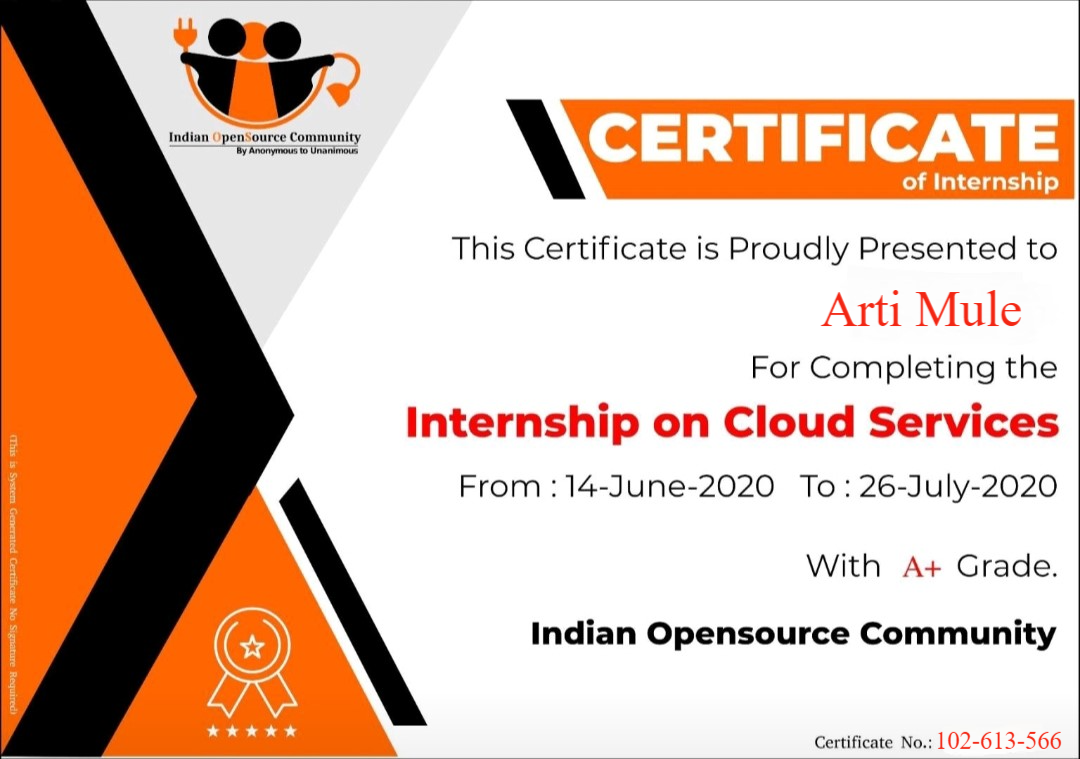 Indian OpenSource Community
By Anonymous to Unanimous
CERTIFICATE
of Internship
This Certificate is Proudly Presented to
Arti Mule
For Completing the
Internship on Cloud Services
From : 14-June-2020 To : 26-July-2020
With A+ Grade.
Indian Opensource Community
Certificate No.: 102-613-566
(This is System Generated Certificate No Signature Required)